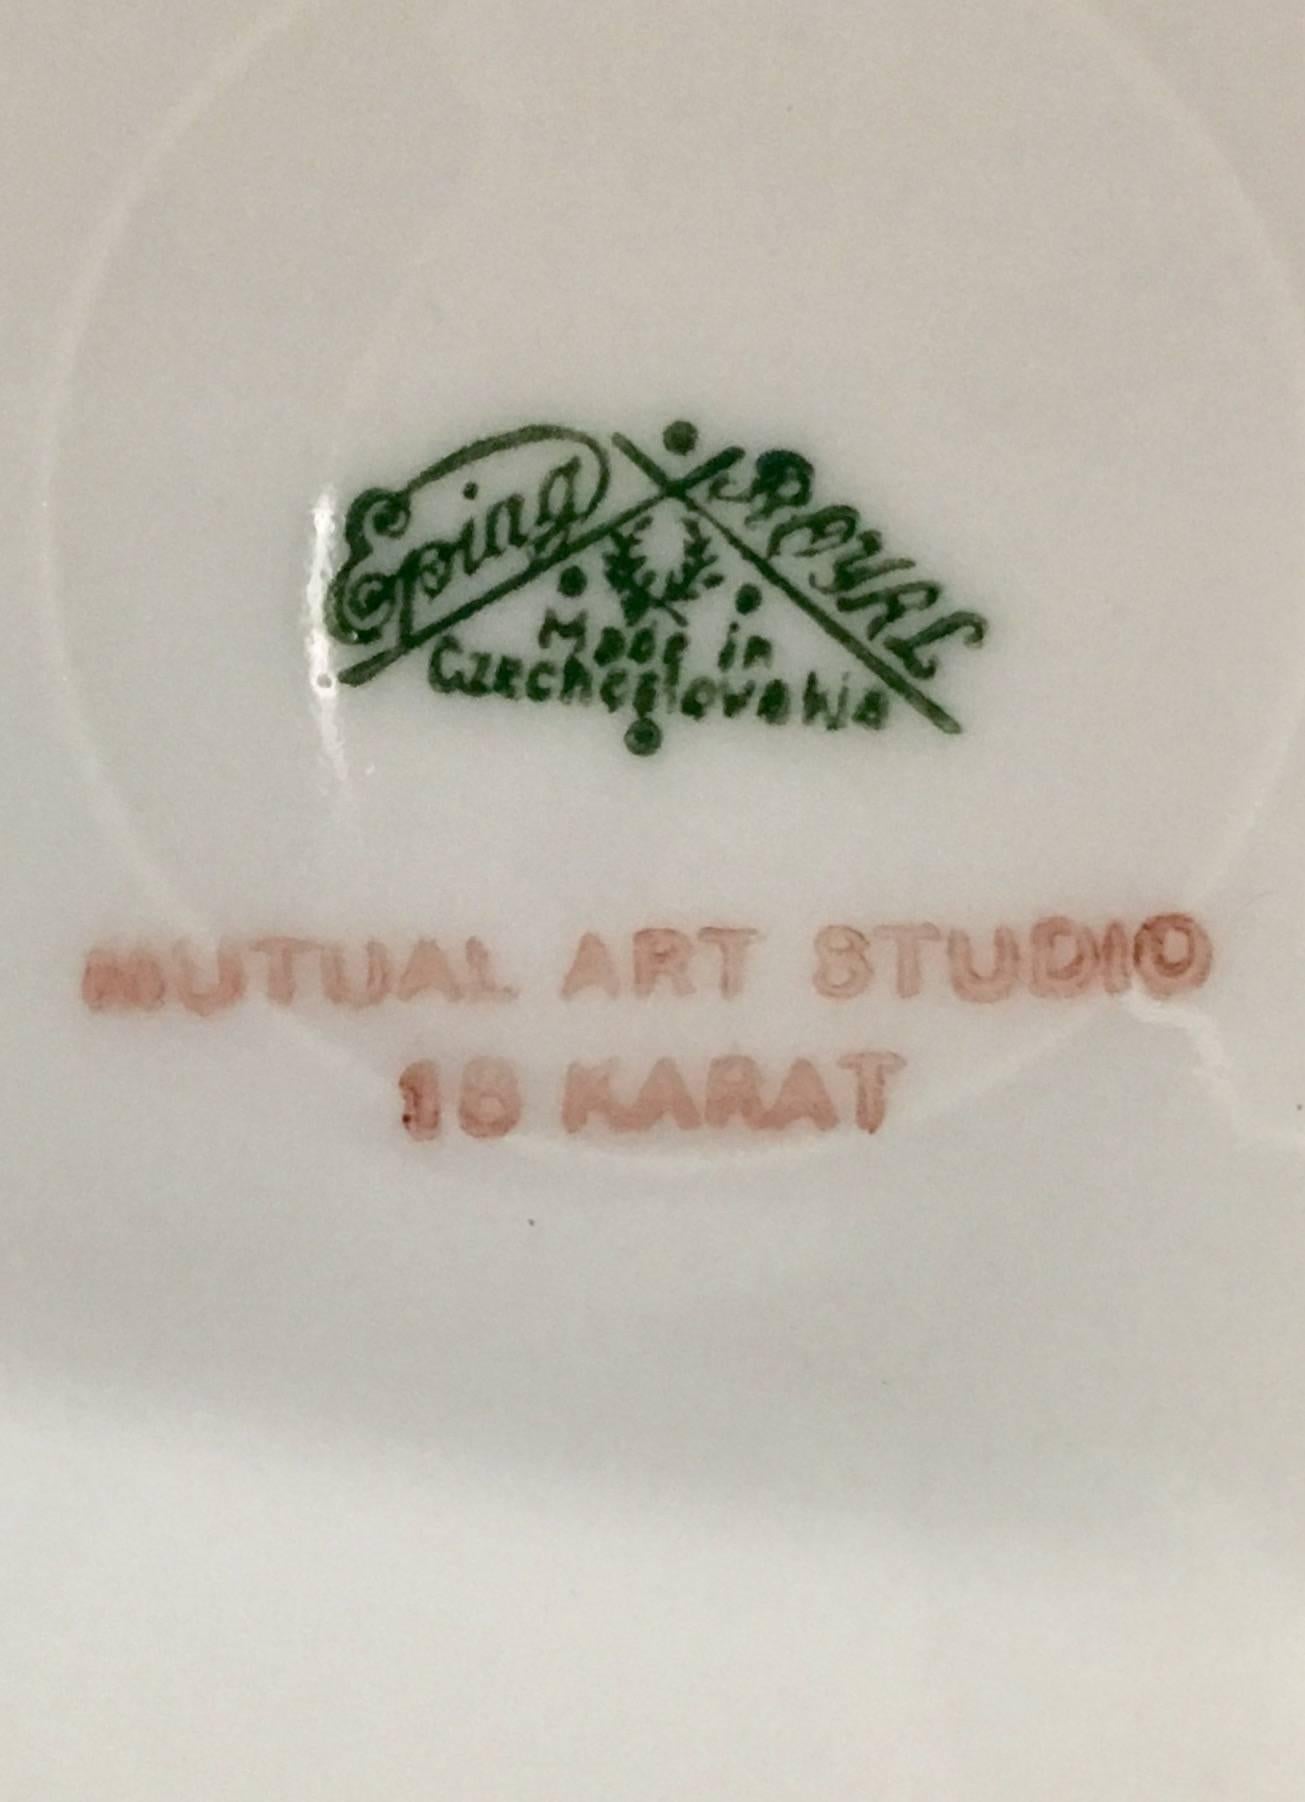 Epiag
Royal
Made in
Czechoslovakia
MUTUAL ART STUDIO
18 KARAT